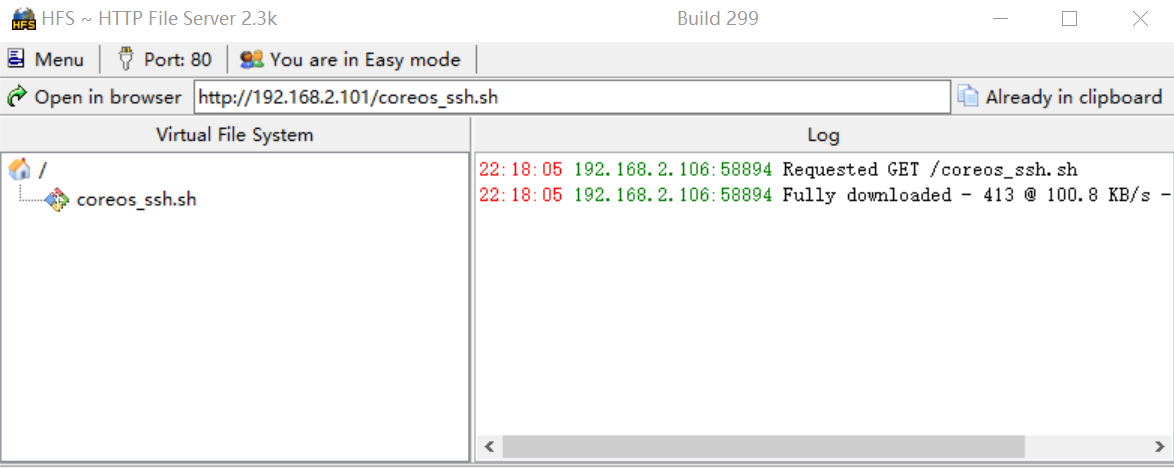 HFS ~ HTTP File Server 2.3k Build 299
Menu Port: 80 You are in Easy mode
Open in browser http://192.168.2.101/coreos_ssh.sh Already in clipboard
Virtual File System Log
/
coreos_ssh.sh
22:18:05 192.168.2.106:58894 Requested GET /coreos_ssh.sh
22:18:05 192.168.2.106:58894 Fully downloaded - 413 @ 100.8 KB/s -